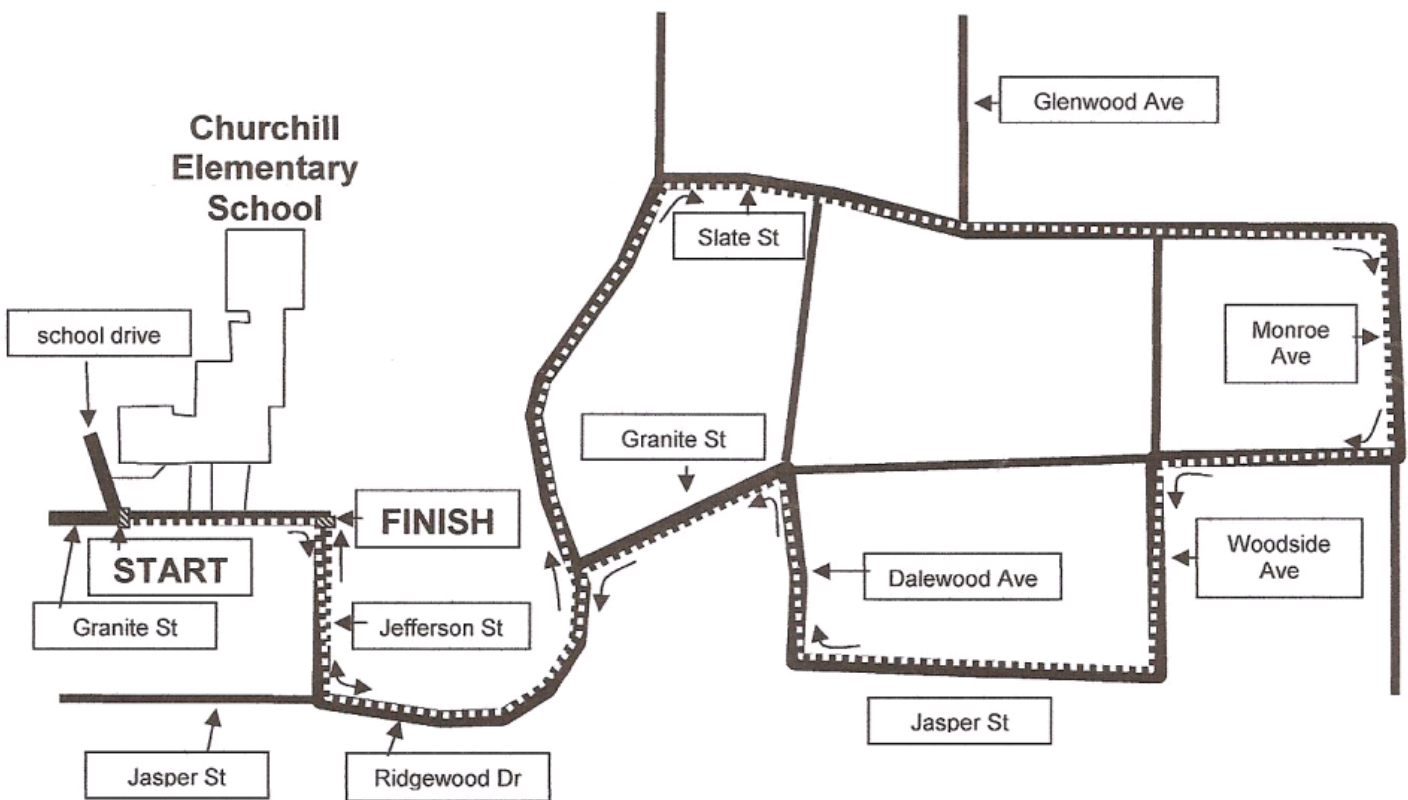 Glenwood Ave
Churchill
Elementary
School
Slate St
school drive
Monroe
Ave
Granite St
FINISH
START
Woodside
Ave
Dalewood Ave
Granite St
Jefferson St
Jasper St
Jasper St
Ridgewood Dr